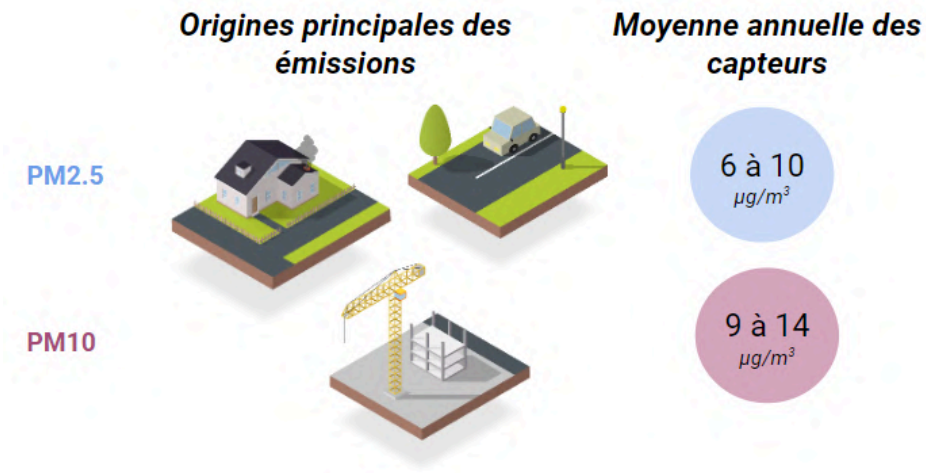 Origines principales des
émissions
Moyenne annuelle des
capteurs
PM2.5
6 à 10
µg/m³
PM10
9 à 14
µg/m³